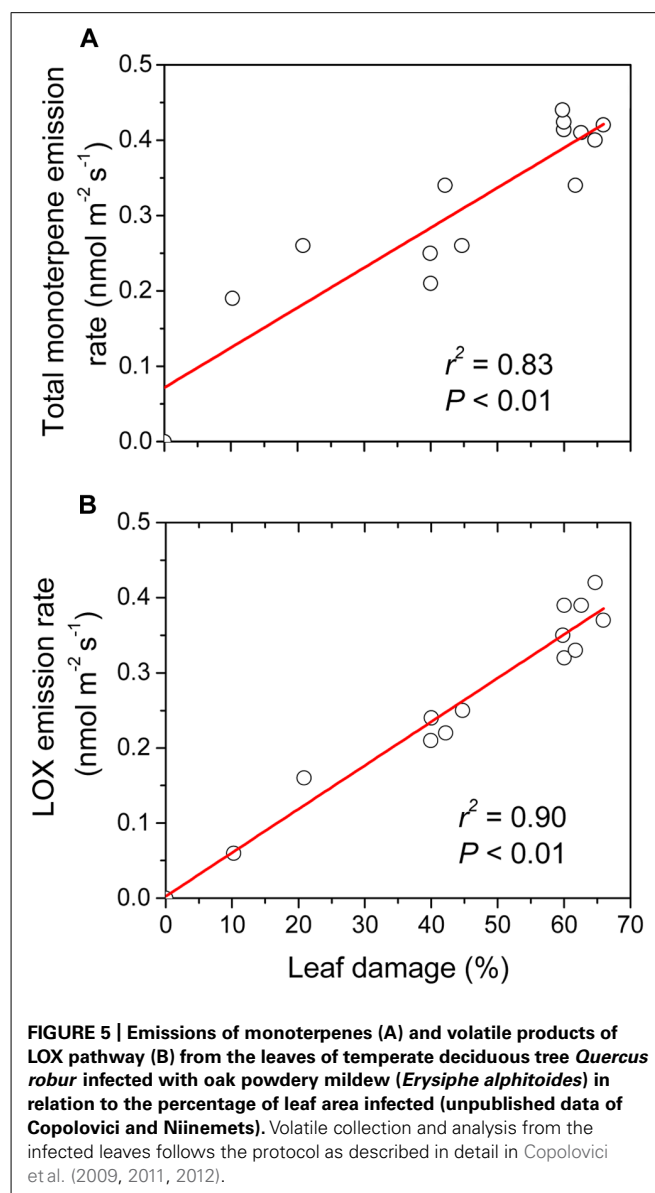 A
Total monoterpene emission
rate (nmol m⁻² s⁻¹)
0.5
0.4
0.3
0.2
0.1
0.0
r² = 0.83
P < 0.01
B
LOX emission rate
(nmol m⁻² s⁻¹)
0.5
0.4
0.3
0.2
0.1
0.0
r² = 0.90
P < 0.01
0 10 20 30 40 50 60 70
Leaf damage (%)
FIGURE 5 | Emissions of monoterpenes (A) and volatile products of
LOX pathway (B) from the leaves of temperate deciduous tree Quercus
robur infected with oak powdery mildew (Erysiphe alphitoides) in
relation to the percentage of leaf area infected (unpublished data of
Copolovici and Niinemets). Volatile collection and analysis from the
infected leaves follows the protocol as described in detail in Copolovici
et al. (2009, 2011, 2012).